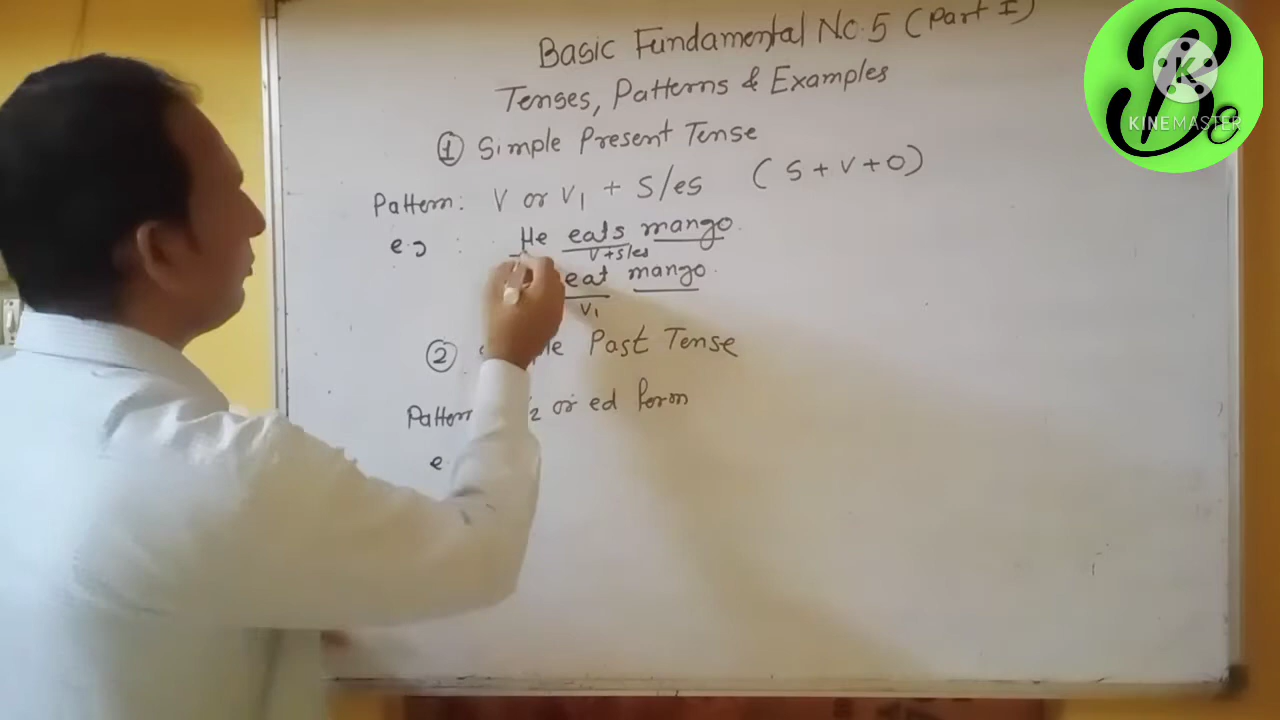 Basic Fundamental No. 5 (Part I)
Tenses, Patterns & Examples
① Simple Present Tense
Pattern: V or V₁ + S/es (S + V + O)
e.g : He eats mango.
V+S/es
eat mango.
V₁
② Past Tense
Pattern 2 or ed form
e
B
K
KINEMASTER